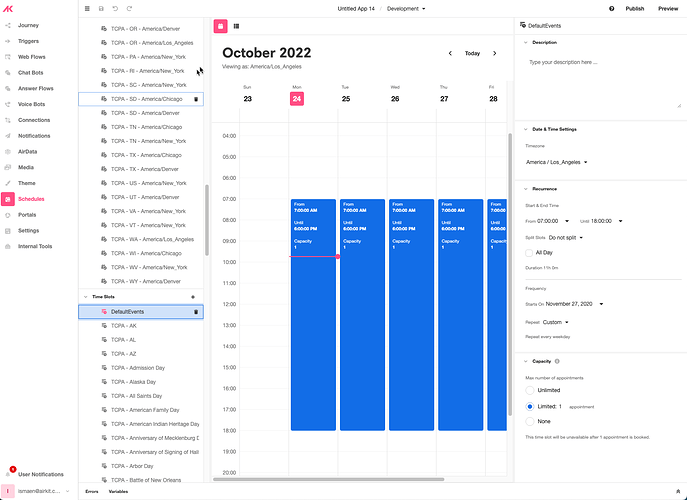 Untitled App 14 / Development
Publish
Preview
Journey
Triggers
Web Flows
Chat Bots
Answer Flows
Voice Bots
Connections
Notifications
AirData
Media
Theme
Schedules
Portals
Settings
Internal Tools
1
User Notifications
I
ismaen@airkit.c...
TCPA - OR - America/Denver
TCPA - OR - America/Los_Angeles
TCPA - PA - America/New_York
TCPA - RI - America/New_York
TCPA - SC - America/New_York
TCPA - SD - America/Chicago
TCPA - SD - America/Denver
TCPA - TN - America/Chicago
TCPA - TN - America/New_York
TCPA - TX - America/Chicago
TCPA - TX - America/Denver
TCPA - US - America/New_York
TCPA - UT - America/Denver
TCPA - VA - America/New_York
TCPA - VT - America/New_York
TCPA - WA - America/Los_Angeles
TCPA - WI - America/Chicago
TCPA - WV - America/New_York
TCPA - WY - America/Denver
Time Slots
DefaultEvents
TCPA - AK
TCPA - AL
TCPA - AZ
TCPA - Admission Day
TCPA - Alaska Day
TCPA - All Saints Day
TCPA - American Family Day
TCPA - American Indian Heritage Day
TCPA - Anniversary of Mecklenburg D
TCPA - Anniversary of Signing of Decl
TCPA - Arbor Day
TCPA - Battle of New Orleans
Errors
Variables
October 2022
Viewing as: America/Los_Angeles
Today
Sun
23
Mon
24
Tue
25
Wed
26
Thu
27
Fri
28
04:00
05:00
06:00
07:00
08:00
09:00
10:00
11:00
12:00
13:00
14:00
15:00
16:00
17:00
18:00
19:00
20:00
From
7:00:00 AM
Until
6:00:00 PM
Capacity
1
From
7:00:00 AM
Until
6:00:00 PM
Capacity
1
From
7:00:00 AM
Until
6:00:00 PM
Capacity
1
From
7:00:00 AM
Until
6:00:00 PM
Capacity
1
From
7:00:00 A
Until
6:00:00 P
Capacity
1
DefaultEvents
Description
Type your description here ...
Date & Time Settings
Timezone
America / Los_Angeles
Recurrence
Start & End Time
From 07:00:00 Until 18:00:00
Split Slots Do not split
All Day
Duration 11h 0m
Frequency
Starts On November 27, 2020
Repeat Custom
Repeat every weekday.
Capacity
Max number of appointments
Unlimited
Limited: 1 appointment
None
This time slot will be unavailable after 1 appointment is booked.